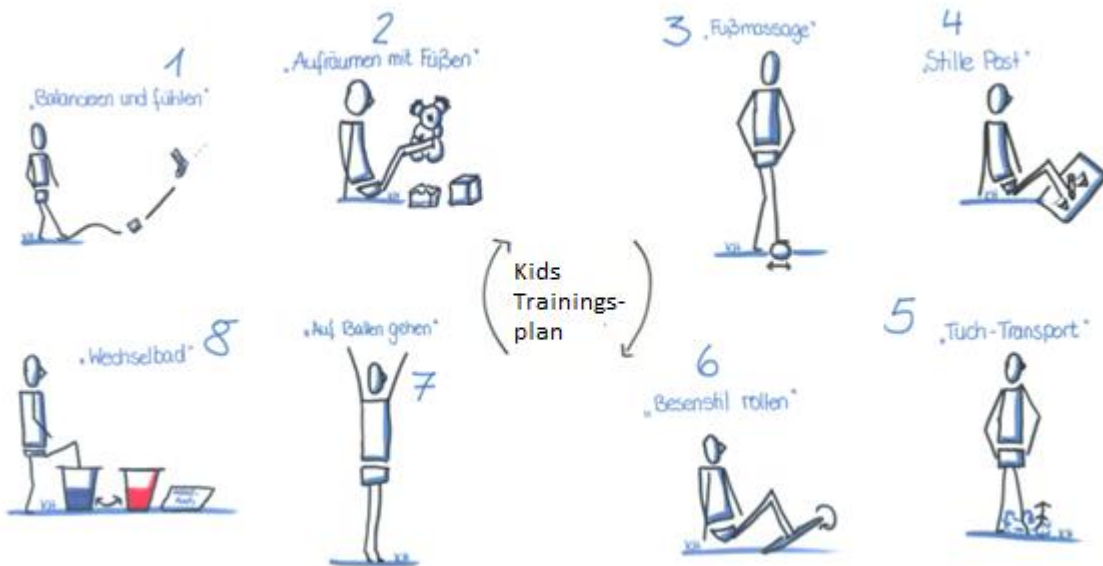 1
„Balancieren und fühlen"
2
„Aufräumen mit Füßen"
3
„Fußmassage"
4
„Stille Post"
Kids
Trainings-
plan
5
„Tuch-Transport"
6
„Besenstil rollen"
7
„Auf Ballen gehen"
8
„Wechselbad"